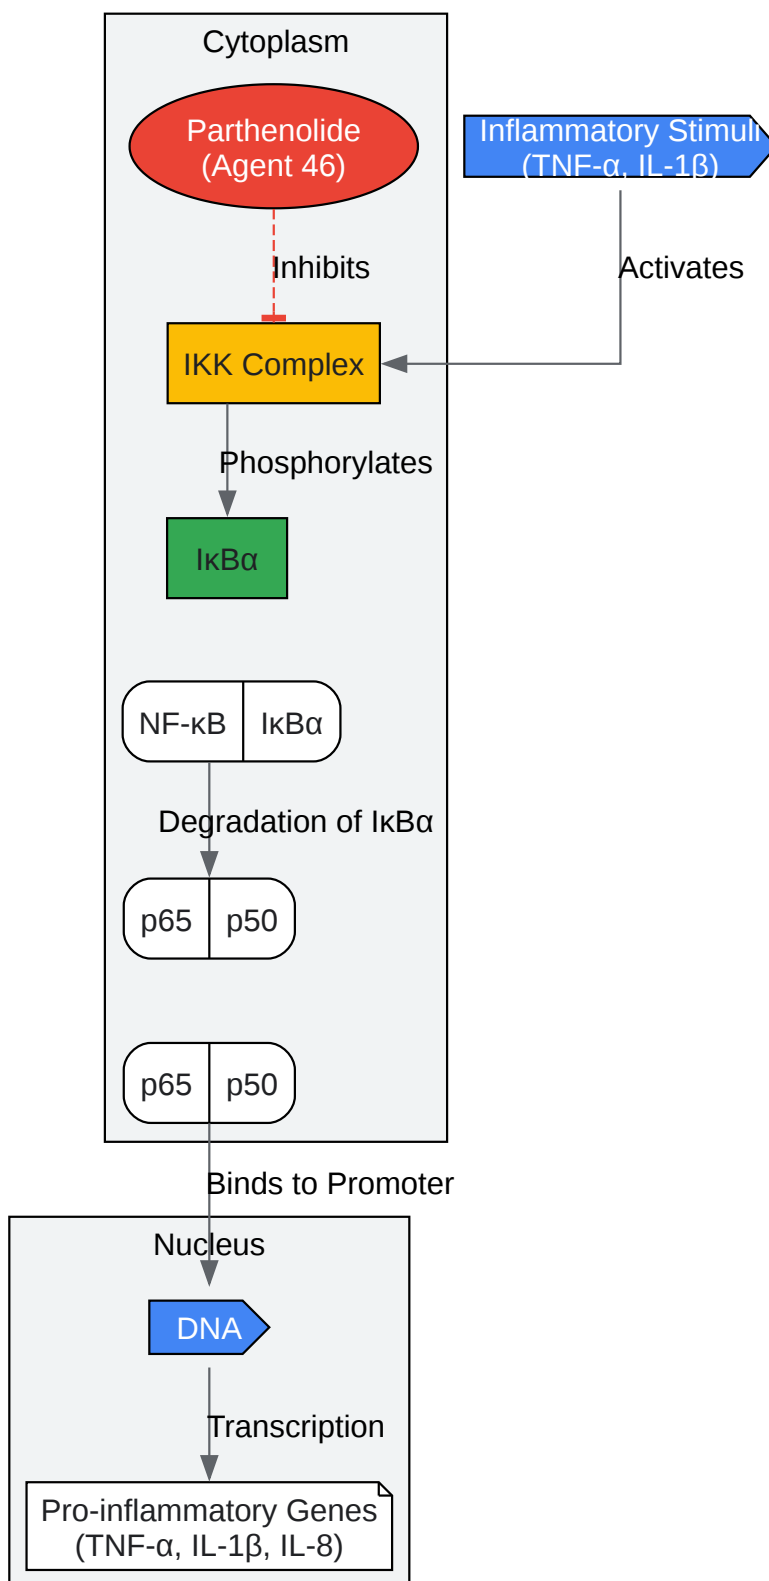 Cytoplasm
Parthenolide
(Agent 46)
Inflammatory Stimuli
(TNF-α, IL-1β)
Inhibits
Activates
IKK Complex
Phosphorylates
IκBα
NF-κB IκBα
Degradation of IκBα
p65 p50
p65 p50
Binds to Promoter
Nucleus
DNA
Transcription
Pro-inflammatory Genes
(TNF-α, IL-1β, IL-8)